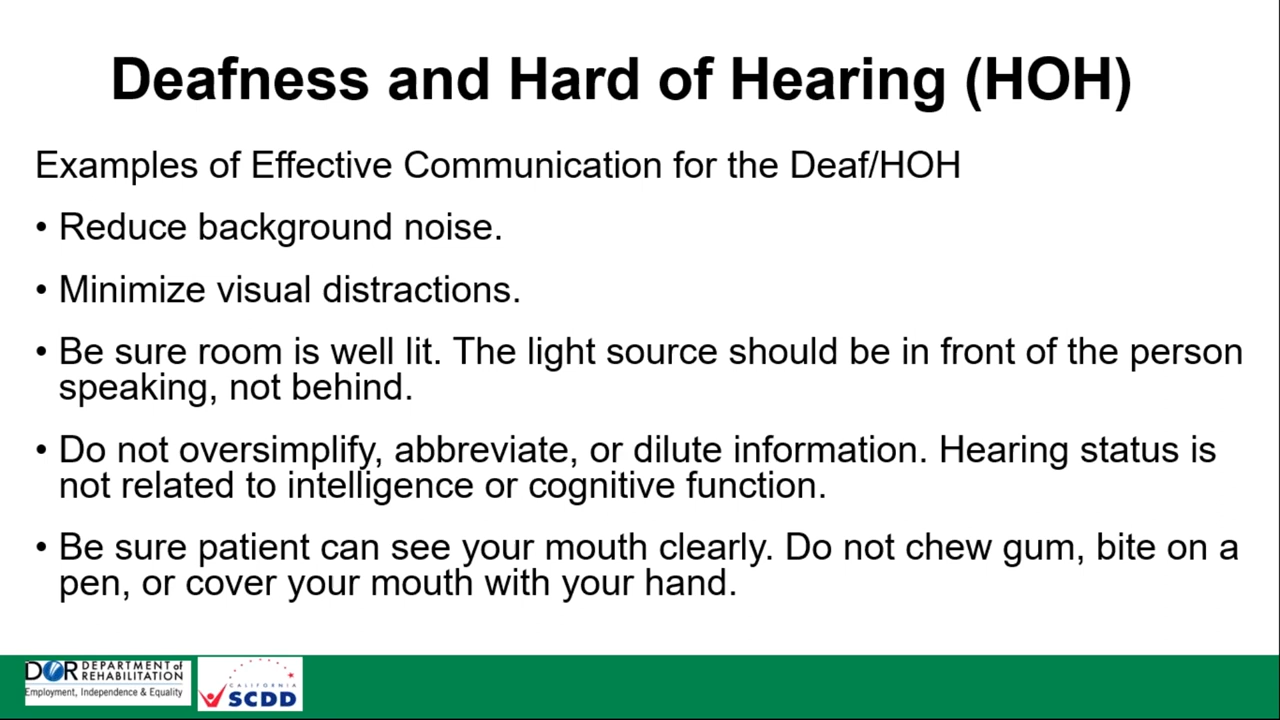 Deafness and Hard of Hearing (HOH)
Examples of Effective Communication for the Deaf/HOH
• Reduce background noise.
• Minimize visual distractions.
• Be sure room is well lit. The light source should be in front of the person
speaking, not behind.
• Do not oversimplify, abbreviate, or dilute information. Hearing status is
not related to intelligence or cognitive function.
• Be sure patient can see your mouth clearly. Do not chew gum, bite on a
pen, or cover your mouth with your hand.
DOR DEPARTMENT of
REHABILITATION
Employment, Independence & Equality
CALIFORNIA
SCDD